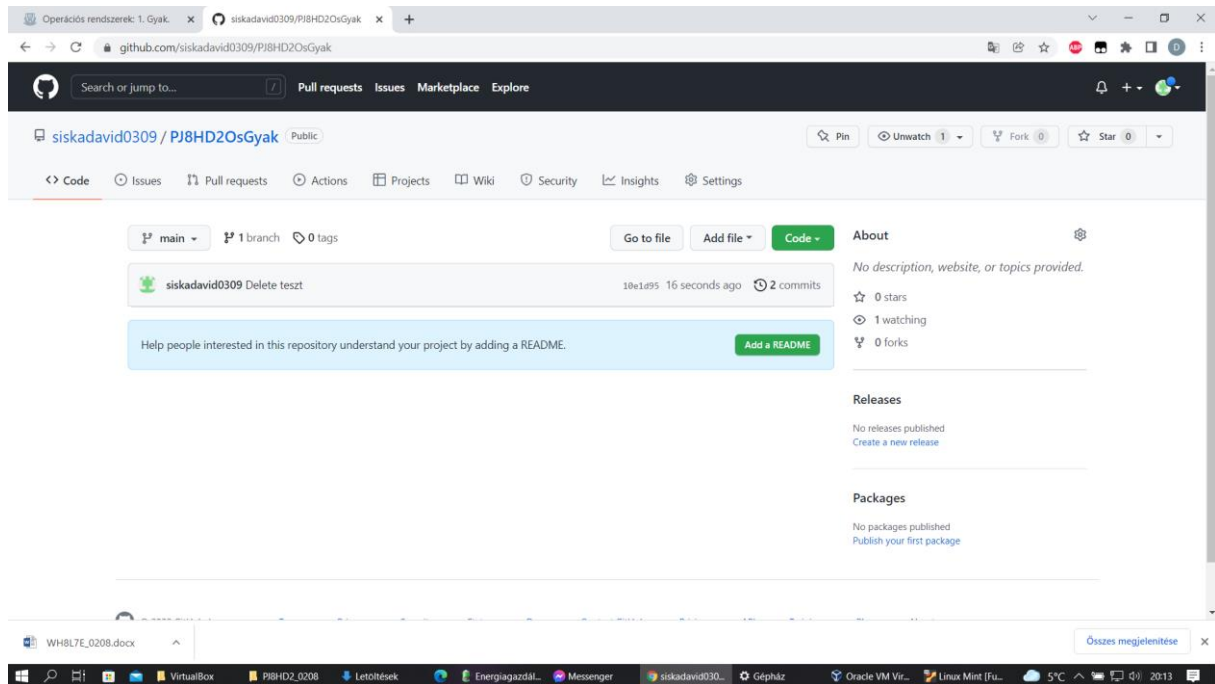 Operációs rendszerek: 1. Gyak.
siskadavid0309/PJ8HD2OsGyak
github.com/siskadavid0309/PJ8HD2OsGyak
ABP
D
Search or jump to...
/
Pull requests Issues Marketplace Explore
siskadavid0309 / PJ8HD2OsGyak Public
Pin Unwatch 1 Fork 0 Star 0
<> Code Issues Pull requests Actions Projects Wiki Security Insights Settings
main 1 branch 0 tags Go to file Add file Code
siskadavid0309 Delete teszt 10e1d95 16 seconds ago 2 commits
Help people interested in this repository understand your project by adding a README. Add a README
About
No description, website, or topics provided.
0 stars
1 watching
0 forks
Releases
No releases published
Create a new release
Packages
No packages published
Publish your first package
WH8L7E_0208.docx
Összes megjelenítése
VirtualBox PJ8HD2_0208 Letöltések Energiagazdál... Messenger siskadavid030... Gépház Oracle VM Vir... Linux Mint [Fu... 5°C 20:13